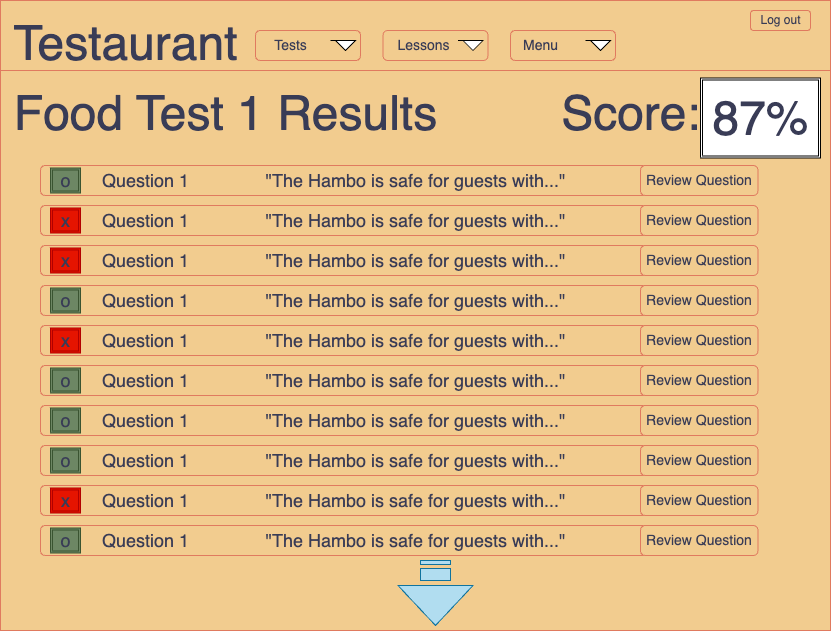 Log out
Testaurant Tests Lessons Menu
Food Test 1 Results Score: 87%
o Question 1 "The Hambo is safe for guests with..." Review Question
x Question 1 "The Hambo is safe for guests with..." Review Question
x Question 1 "The Hambo is safe for guests with..." Review Question
o Question 1 "The Hambo is safe for guests with..." Review Question
x Question 1 "The Hambo is safe for guests with..." Review Question
o Question 1 "The Hambo is safe for guests with..." Review Question
o Question 1 "The Hambo is safe for guests with..." Review Question
o Question 1 "The Hambo is safe for guests with..." Review Question
x Question 1 "The Hambo is safe for guests with..." Review Question
o Question 1 "The Hambo is safe for guests with..." Review Question